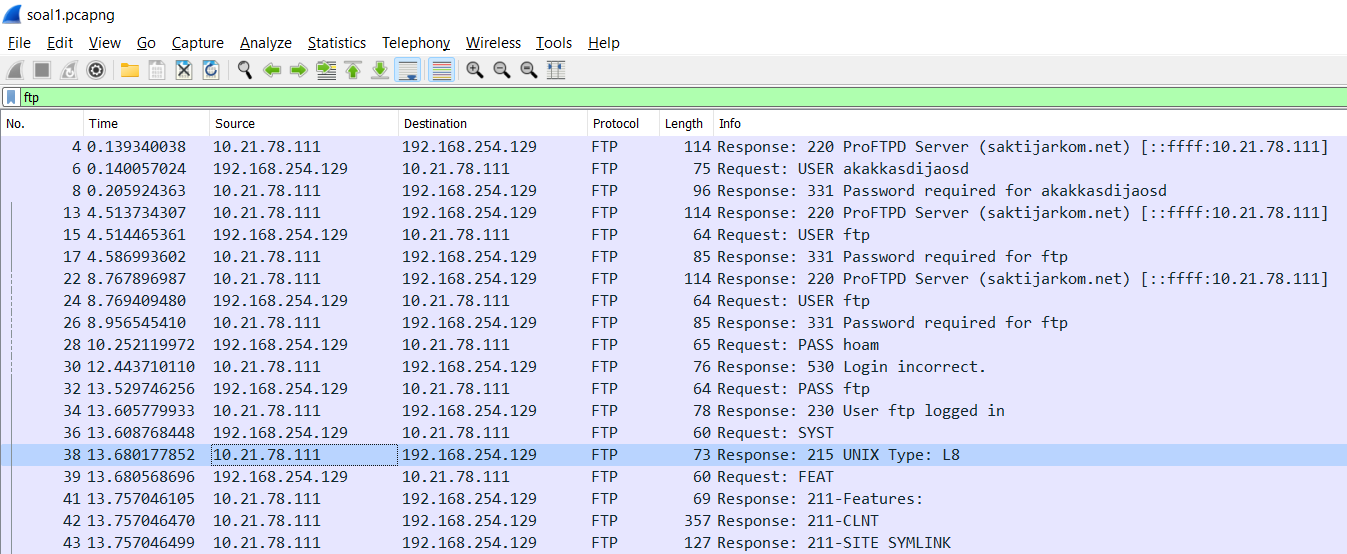 soal1.pcapng
File Edit View Go Capture Analyze Statistics Telephony Wireless Tools Help
ftp
No. Time Source Destination Protocol Length Info
4 0.139340038 10.21.78.111 192.168.254.129 FTP 114 Response: 220 ProFTPD Server (saktijarkom.net) [::ffff:10.21.78.111]
6 0.140057024 192.168.254.129 10.21.78.111 FTP 75 Request: USER akakkasdijaosd
8 0.205924363 10.21.78.111 192.168.254.129 FTP 96 Response: 331 Password required for akakkasdijaosd
13 4.513734307 10.21.78.111 192.168.254.129 FTP 114 Response: 220 ProFTPD Server (saktijarkom.net) [::ffff:10.21.78.111]
15 4.514465361 192.168.254.129 10.21.78.111 FTP 64 Request: USER ftp
17 4.586993602 10.21.78.111 192.168.254.129 FTP 85 Response: 331 Password required for ftp
22 8.767896987 10.21.78.111 192.168.254.129 FTP 114 Response: 220 ProFTPD Server (saktijarkom.net) [::ffff:10.21.78.111]
24 8.769409480 192.168.254.129 10.21.78.111 FTP 64 Request: USER ftp
26 8.956545410 10.21.78.111 192.168.254.129 FTP 85 Response: 331 Password required for ftp
28 10.252119972 192.168.254.129 10.21.78.111 FTP 65 Request: PASS hoam
30 12.443710110 10.21.78.111 192.168.254.129 FTP 76 Response: 530 Login incorrect.
32 13.529746256 192.168.254.129 10.21.78.111 FTP 64 Request: PASS ftp
34 13.605779933 10.21.78.111 192.168.254.129 FTP 78 Response: 230 User ftp logged in
36 13.608768448 192.168.254.129 10.21.78.111 FTP 60 Request: SYST
38 13.680177852 10.21.78.111 192.168.254.129 FTP 73 Response: 215 UNIX Type: L8
39 13.680568696 192.168.254.129 10.21.78.111 FTP 60 Request: FEAT
41 13.757046105 10.21.78.111 192.168.254.129 FTP 69 Response: 211-Features:
42 13.757046470 10.21.78.111 192.168.254.129 FTP 357 Response: 211-CLNT
43 13.757046499 10.21.78.111 192.168.254.129 FTP 127 Response: 211-SITE SYMLINK